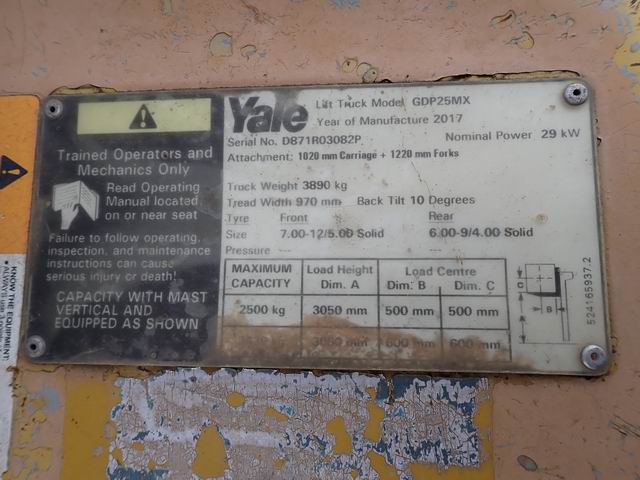 Yale
Lift Truck Model GDP25MX
Year of Manufacture 2017
Serial No. D871R03082P
Nominal Power 29 kW
Attachment: 1020 mm Carriage + 1220 mm Forks
Truck Weight 3890 kg
Tread Width 970 mm Back Tilt 10 Degrees
Tyre Front Rear
Size 7.00-12/5.00 Solid 6.00-9/4.00 Solid
Pressure --- ---
MAXIMUM CAPACITY Load Height Dim. A Load Centre Dim. B Dim. C
2500 kg 3050 mm 500 mm 500 mm
3050 mm 600 mm 600 mm
C
B
A
524165937.2
Trained Operators and
Mechanics Only
Read Operating
Manual located
on or near seat
Failure to follow operating,
inspection, and maintenance
instructions can cause
serious injury or death!
CAPACITY WITH MAST
VERTICAL AND
EQUIPPED AS SHOWN
KNOW THE EQUIPMENT: